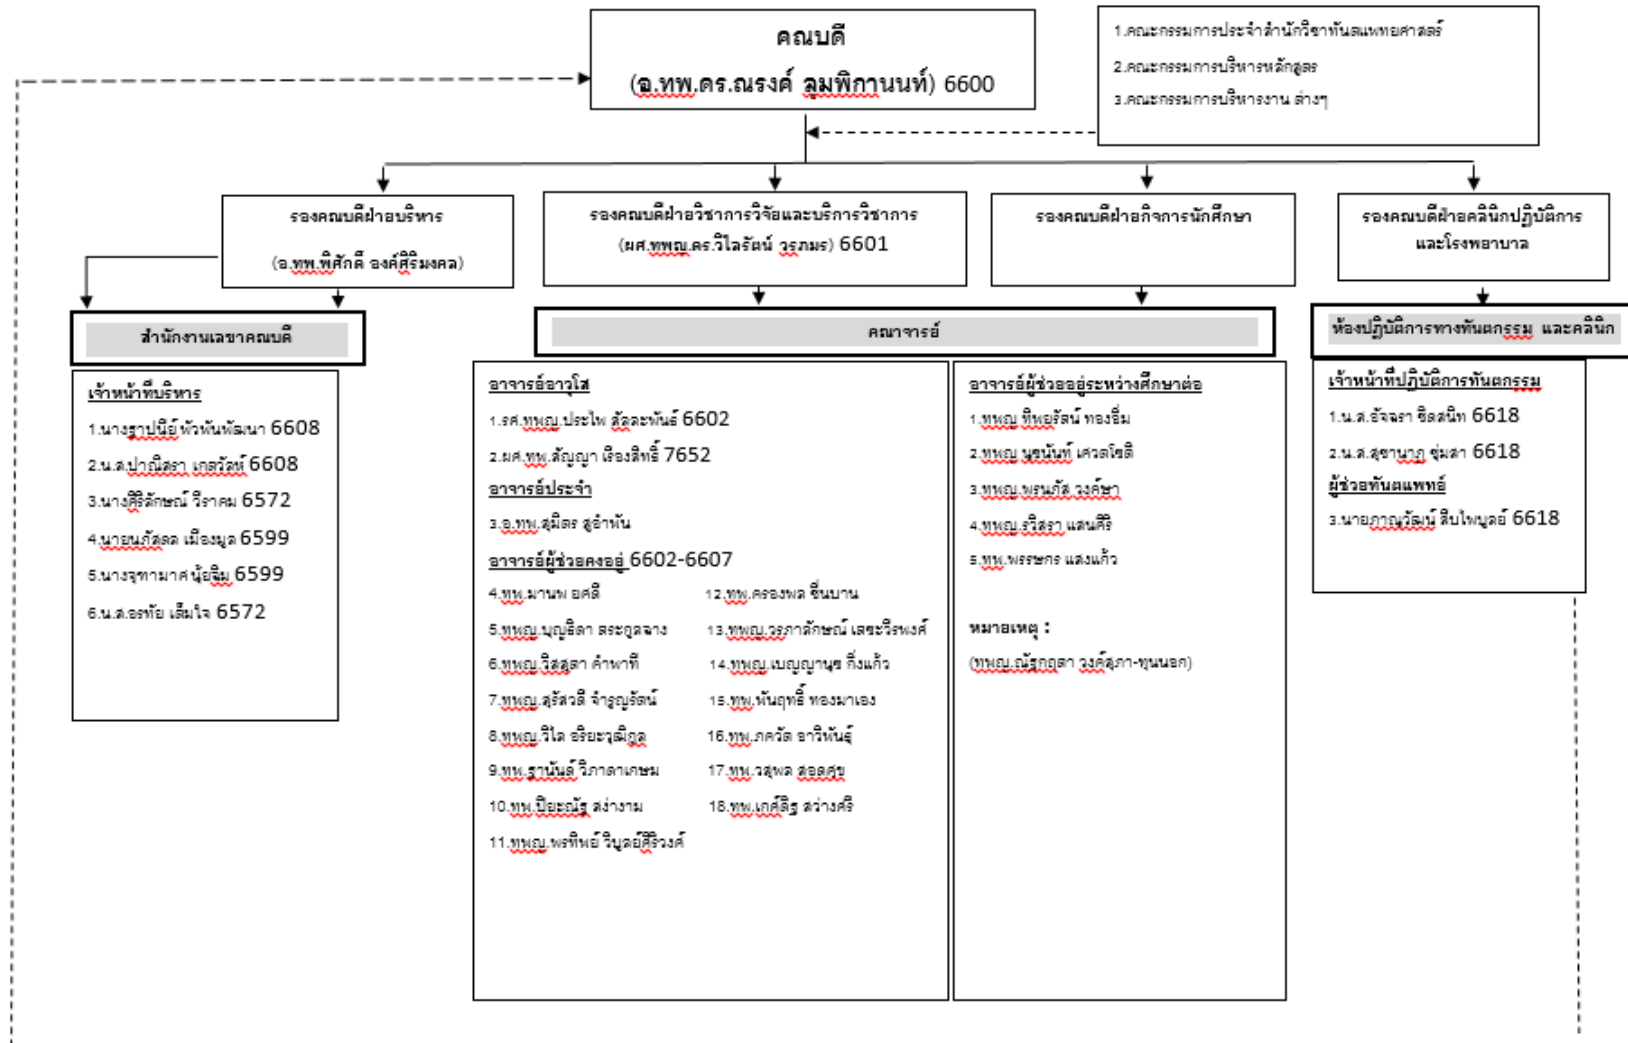 คณบดี
(อ.ทพ.ดร.ณรงค์ ลุมพิกานนท์) 6600
1.คณะกรรมการประจำสำนักวิชาทันตแพทยศาสตร์
2.คณะกรรมการบริหารหลักสูตร
3.คณะกรรมการบริหารงาน ต่างๆ
รองคณบดีฝ่ายบริหาร
(อ.ทพ.พิศักดิ์ องค์ศิริมงคล)
รองคณบดีฝ่ายวิชาการวิจัยและบริการวิชาการ
(ผศ.ทพญ.ดร.วิไลรัตน์ วรภมร) 6601
รองคณบดีฝ่ายกิจการนักศึกษา
รองคณบดีฝ่ายคลินิกปฏิบัติการ
และโรงพยาบาล
สำนักงานเลขาคณบดี
คณาจารย์
ห้องปฏิบัติการทางทันตกรรม และคลินิก
เจ้าหน้าที่บริหาร
1.นางฐาปนีย์ พัวพันพัฒนา 6608
2.น.ส.ปาณิสรา เกตวัลห์ 6608
3.นางศิริลักษณ์ วีราคม 6572
4.นายนภัสดล เมืองมูล 6599
5.นางจุฑามาศ นุ้ยฉิม 6599
6.น.ส.อรทัย เต็มใจ 6572
อาจารย์อาวุโส
1.รศ.ทพญ.ประไพ สัลละพันธ์ 6602
2.ผศ.ทพ.สัญญา เรืองสิทธิ์ 7652
อาจารย์ประจำ
3.อ.ทพ.สุมิตร สูอำพัน
อาจารย์ผู้ช่วยคงอยู่ 6602-6607
4.ทพ.มานพ ยศดี
5.ทพญ.บุญธิดา ตระกูลฉาง
6.ทพญ.วิสสุตา คำพาที
7.ทพญ.สุรัสวดี จำรูญรัตน์
8.ทพญ.วิไล อริยะวุฒิกูล
9.ทพ.ฐานันด์ วิภาดาเกษม
10.ทพ.ปิยะณัฐ สง่างาม
11.ทพญ.พรทิพย์ วิบูลย์ศิริวงศ์
12.ทพ.ครองพล ชื่นบาน
13.ทพญ.วรภาลักษณ์ เตชะวีรพงศ์
14.ทพญ.เบญญานุช กิ่งแก้ว
15.ทพ.พันฤทธิ์ ทองมาเอง
16.ทพ.ภควัต อาวิพันธุ์
17.ทพ.วสุพล สอดศุข
18.ทพ.เกศ์ดิฐ สว่างศรี
อาจารย์ผู้ช่วยอยู่ระหว่างศึกษาต่อ
1.ทพญ.ทิพยรัตน์ ทองอิ่ม
2.ทพญ.นุชนันท์ เศวตโชติ
3.ทพญ.พรนภัส วงค์ษา
4.ทพญ.รวิสรา แสนศิริ
5.ทพ.พรรษกร แสงแก้ว
หมายเหตุ :
(ทพญ.ณัฐกฤตา วงค์สุภา-ทุนนอก)
เจ้าหน้าที่ปฏิบัติการทันตกรรม
1.น.ส.อัจฉรา ชิดสนิท 6618
2.น.ส.สุชานาฏ ชุ่มลำ 6618
ผู้ช่วยทันตแพทย์
3.นายภาณุวัฒน์ สืบไพบูลย์ 6618